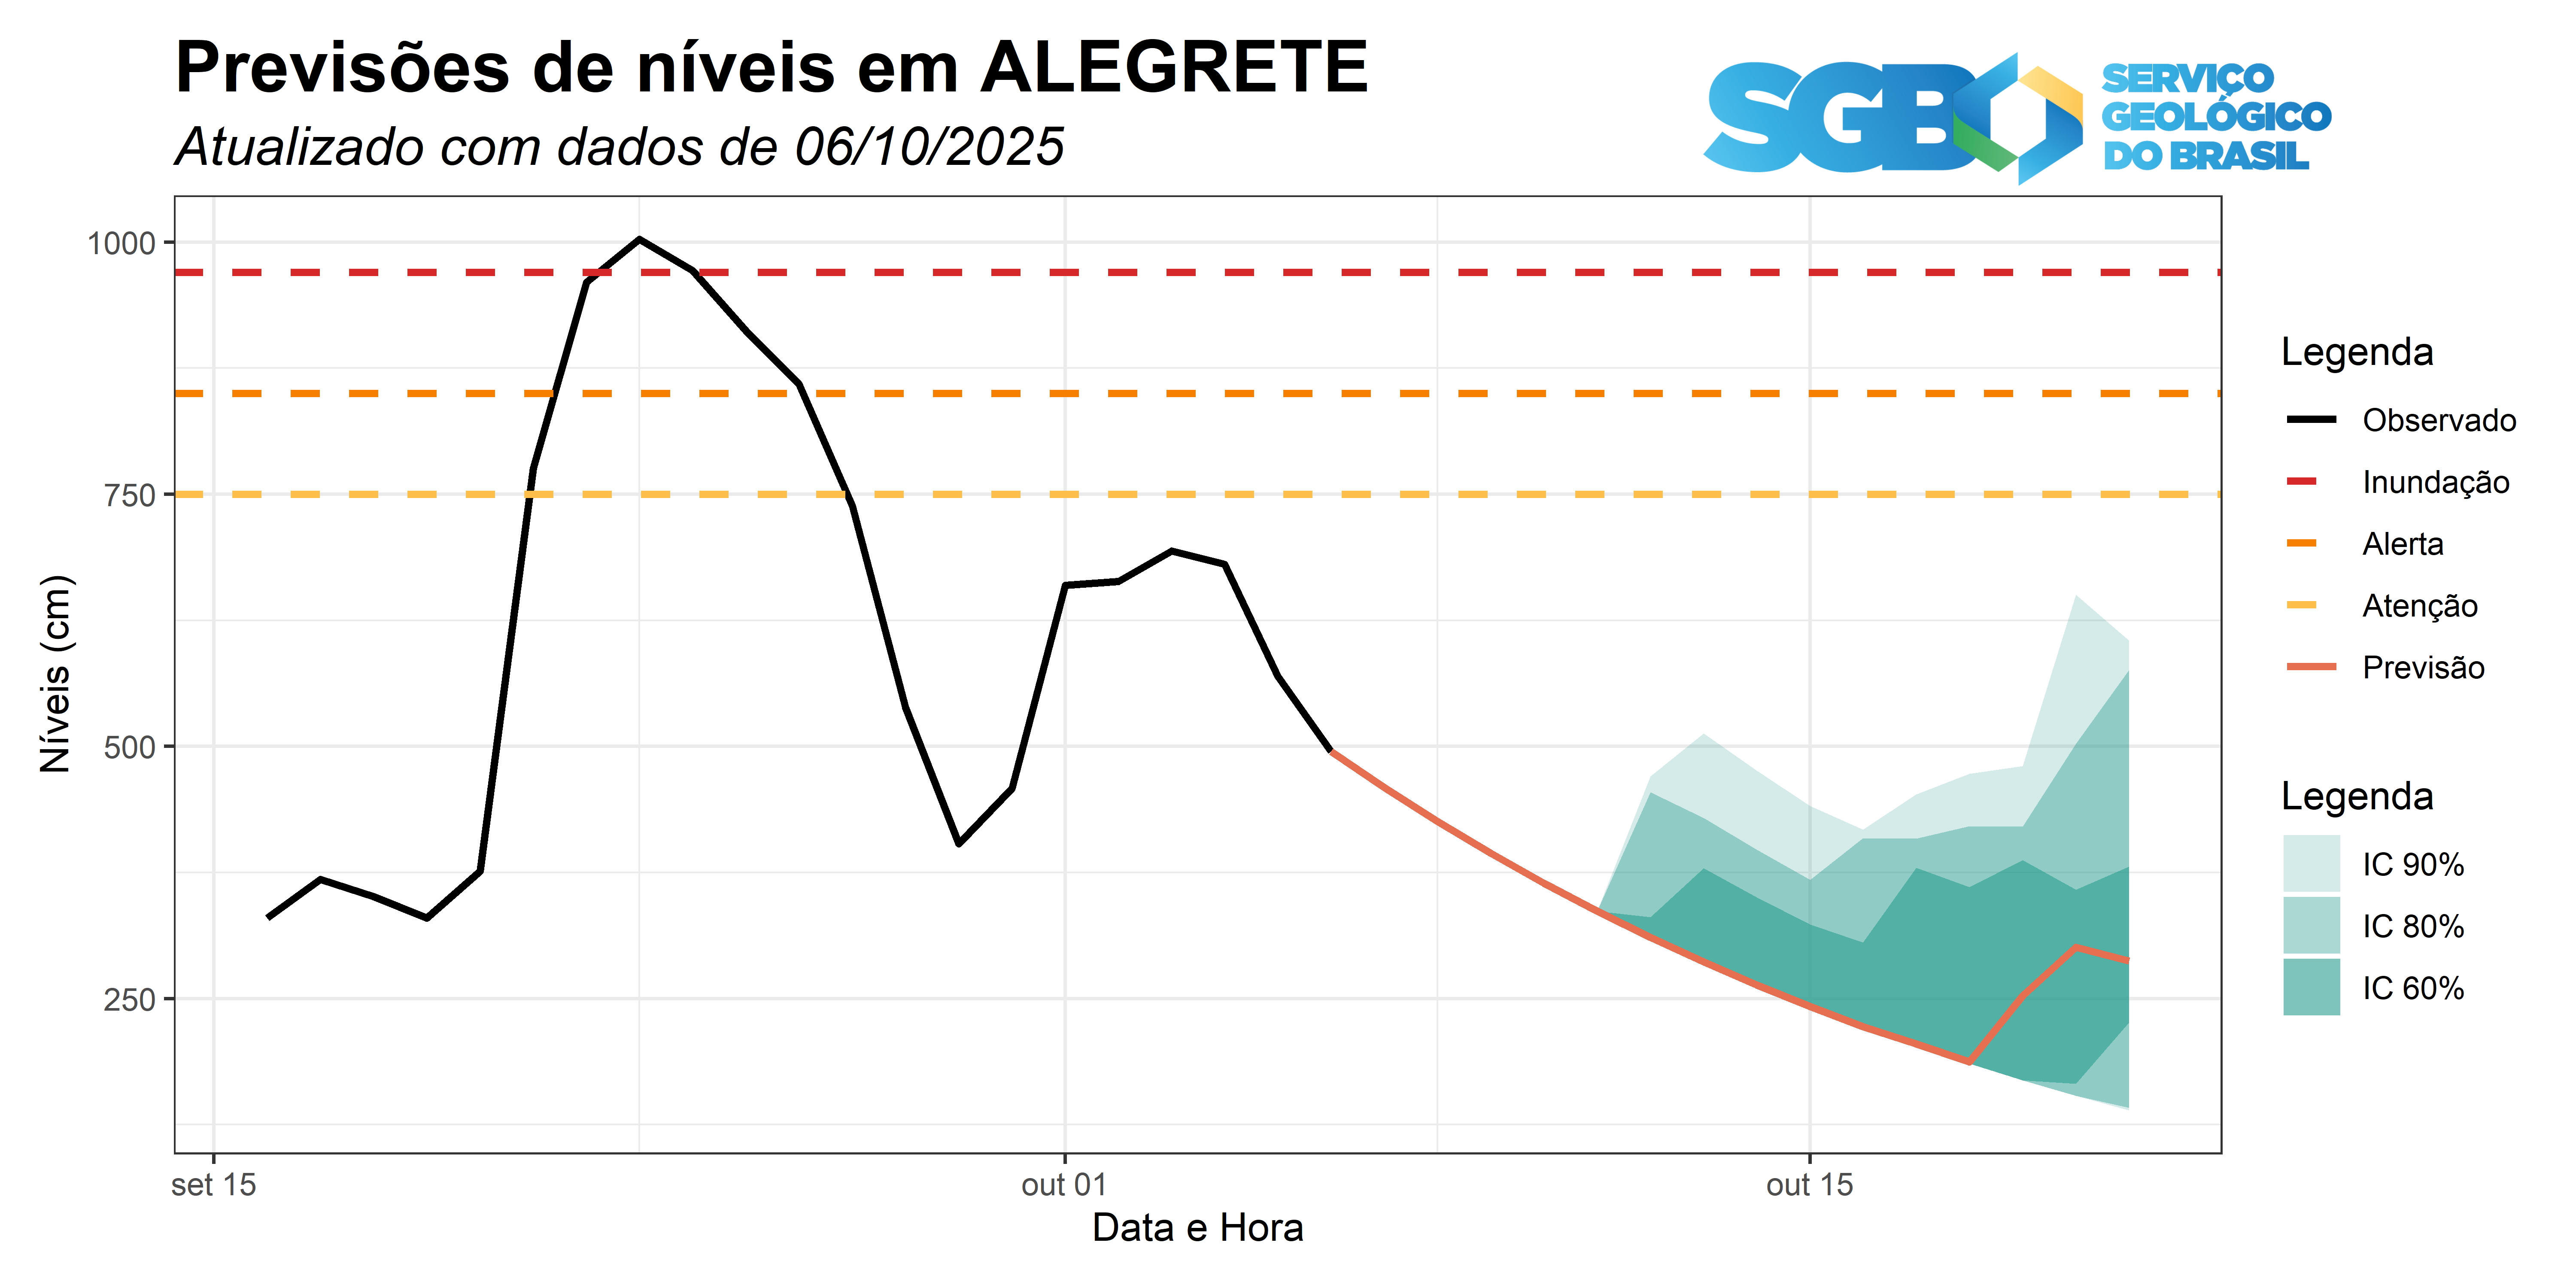 Previsões de níveis em ALEGRETE
Atualizado com dados de 06/10/2025
SGB
SERVIÇO
GEOLÓGICO
DO BRASIL
1000
750
500
250
Níveis (cm)
set 15
out 01
out 15
Data e Hora
Legenda
Observado
Inundação
Alerta
Atenção
Previsão
Legenda
IC 90%
IC 80%
IC 60%